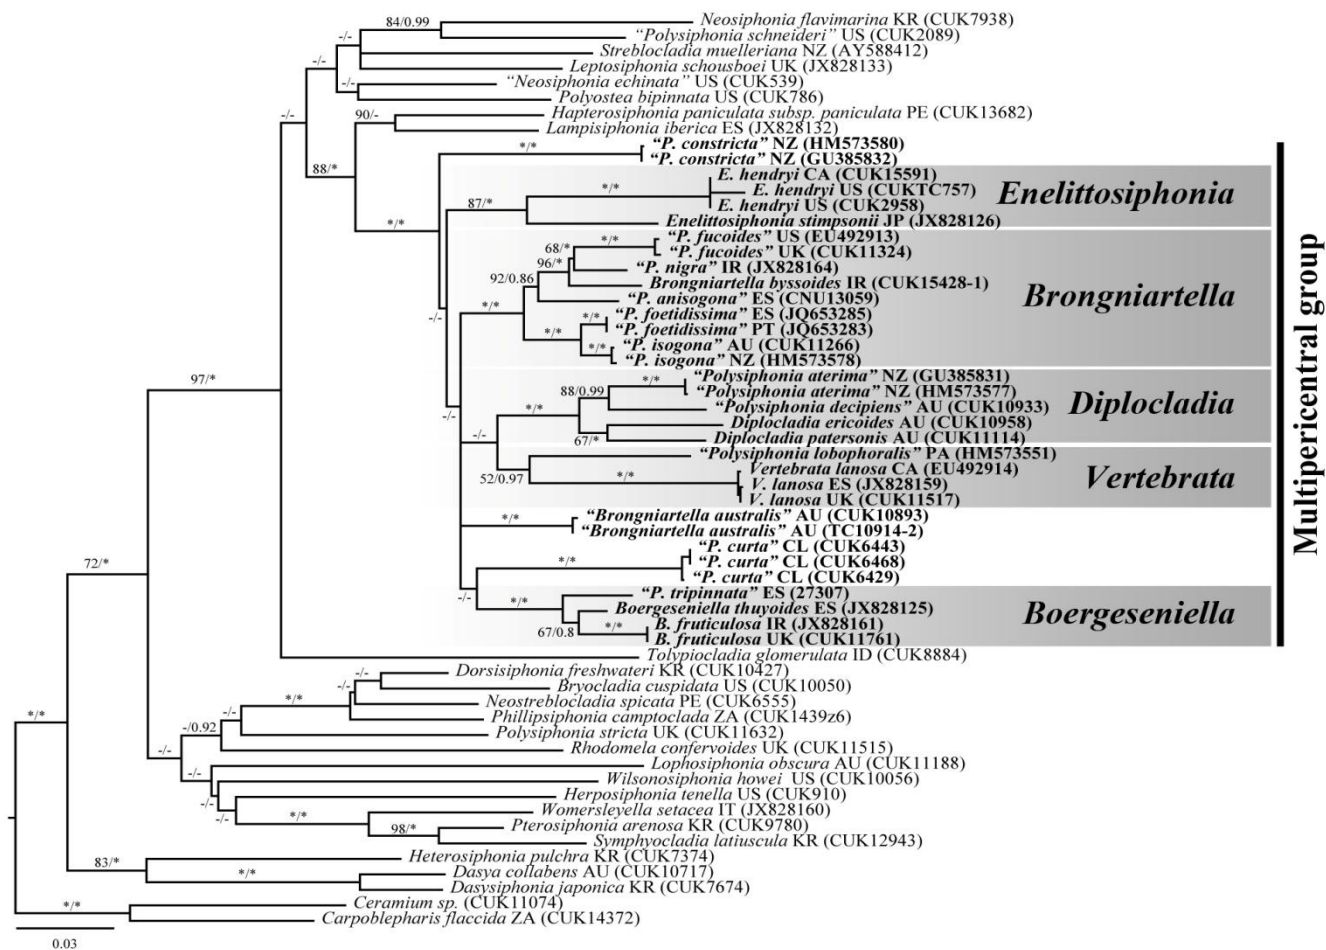 84/0.99
Neosiphonia flavimarina KR (CUK7938)
-/-
“Polysiphonia schneideri” US (CUK2089)
Streblocladia muelleriana NZ (AY588412)
-/-
Leptosiphonia schousboei UK (JX828133)
-/-
“Neosiphonia echinata” US (CUK539)
Polyostea bipinnata US (CUK786)
-/-
90/-
Hapterosiphonia paniculata subsp. paniculata PE (CUK13682)
Lampisiphonia iberica ES (JX828132)
88/*
*/*
“P. constricta” NZ (HM573580)
“P. constricta” NZ (GU385832)
*/*
87/*
*/*
E. hendryi CA (CUK15591)
E. hendryi US (CUKTC757)
E. hendryi US (CUK2958)
Enelittosiphonia stimpsonii JP (JX828126)
Enelittosiphonia
68/*
*/*
“P. fucoides” US (EU492913)
“P. fucoides” UK (CUK11324)
96/*
“P. nigra” IR (JX828164)
92/0.86
Brongniartella byssoides IR (CUK15428-1)
“P. anisogona” ES (CNU13059)
*/*
-/-
*/*
*/*
“P. foetidissima” ES (JQ653285)
“P. foetidissima” PT (JQ653283)
*/*
“P. isogona” AU (CUK11266)
“P. isogona” NZ (HM573578)
Brongniartella
97/*
-/-
88/0.99
*/*
“Polysiphonia aterima” NZ (GU385831)
“Polysiphonia aterima” NZ (HM573577)
*/*
“Polysiphonia decipiens” AU (CUK10933)
Diplocladia ericoides AU (CUK10958)
67/*
Diplocladia patersonis AU (CUK11114)
Diplocladia
-/-
“Polysiphonia lobophoralis” PA (HM573551)
52/0.97
*/*
Vertebrata lanosa CA (EU492914)
V. lanosa ES (JX828159)
V. lanosa UK (CUK11517)
Vertebrata
*/*
“Brongniartella australis” AU (CUK10893)
“Brongniartella australis” AU (TC10914-2)
*/*
“P. curta” CL (CUK6443)
“P. curta” CL (CUK6468)
“P. curta” CL (CUK6429)
72/*
-/-
*/*
“P. tripinnata” ES (27307)
Boergeseniella thuyoides ES (JX828125)
67/0.8
*/*
B. fruticulosa IR (JX828161)
B. fruticulosa UK (CUK11761)
Boergeseniella
Multipericentral group
Tolypiocladia glomerulata ID (CUK8884)
-/-
Dorsisiphonia freshwateri KR (CUK10427)
Bryocladia cuspidata US (CUK10050)
-/-
*/*
Neostreblocladia spicata PE (CUK6555)
Phillipsiphonia camptoclada ZA (CUK1439z6)
-/-
Polysiphonia stricta UK (CUK11632)
-/0.92
Rhodomela confervoides UK (CUK11515)
*/*
-/-
Lophosiphonia obscura AU (CUK11188)
-/-
Wilsonosiphonia howei US (CUK10056)
-/-
Herposiphonia tenella US (CUK910)
-/-
*/*
Womersleyella setacea IT (JX828160)
98/*
Pterosiphonia arenosa KR (CUK9780)
Symphyocladia latiuscula KR (CUK12943)
83/*
Heterosiphonia pulchra KR (CUK7374)
*/*
Dasya collabens AU (CUK10717)
Dasysiphonia japonica KR (CUK7674)
*/*
Ceramium sp. (CUK11074)
Carpoblepharis flaccida ZA (CUK14372)
0.03